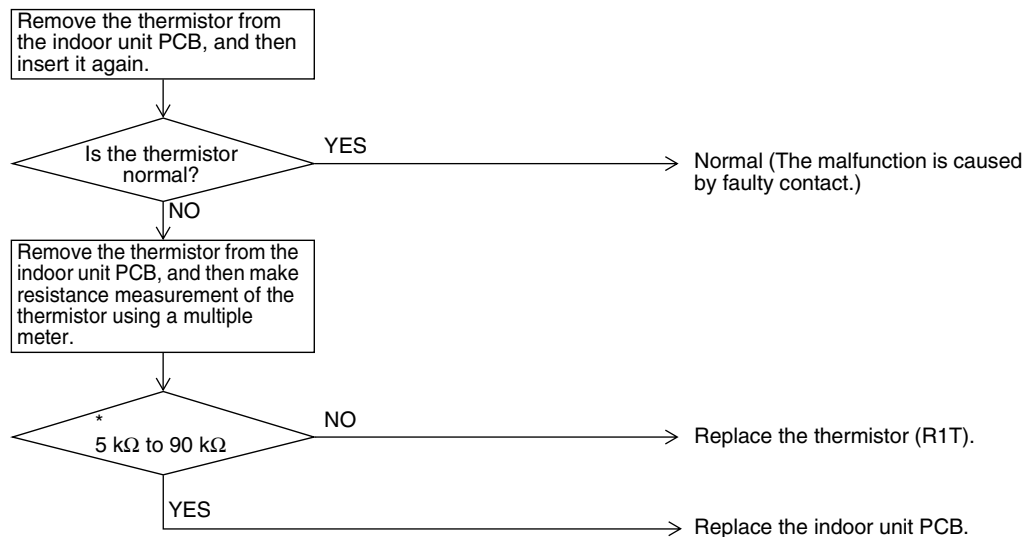 Remove the thermistor from
the indoor unit PCB, and then
insert it again.
Is the thermistor
normal?
YES
Normal (The malfunction is caused
by faulty contact.)
NO
Remove the thermistor from the
indoor unit PCB, and then make
resistance measurement of the
thermistor using a multiple
meter.
*
5 kΩ to 90 kΩ
NO
Replace the thermistor (R1T).
YES
Replace the indoor unit PCB.